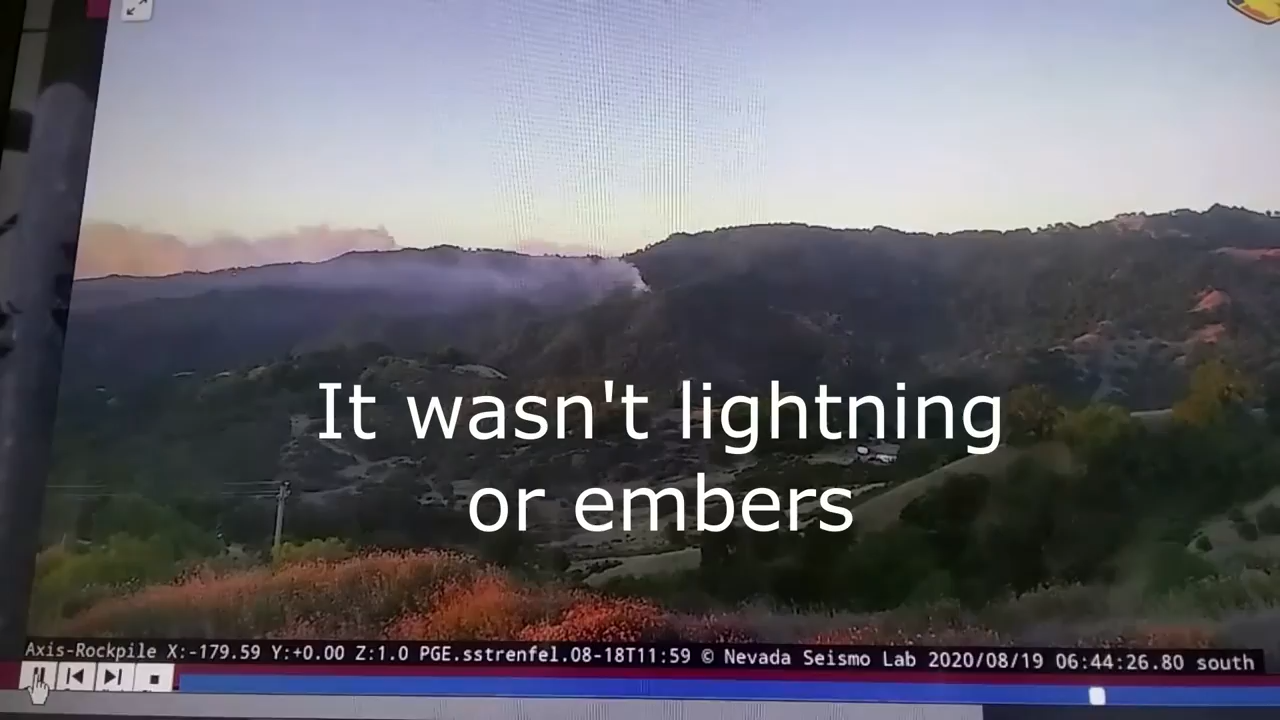 It wasn't lightning
or embers
Axis-Rockpile X:-179.59 Y:+0.00 Z:1.0 PGE.sstrenfel.08-18T11:59 © Nevada Seismo Lab 2020/08/19 06:44:26.80 south